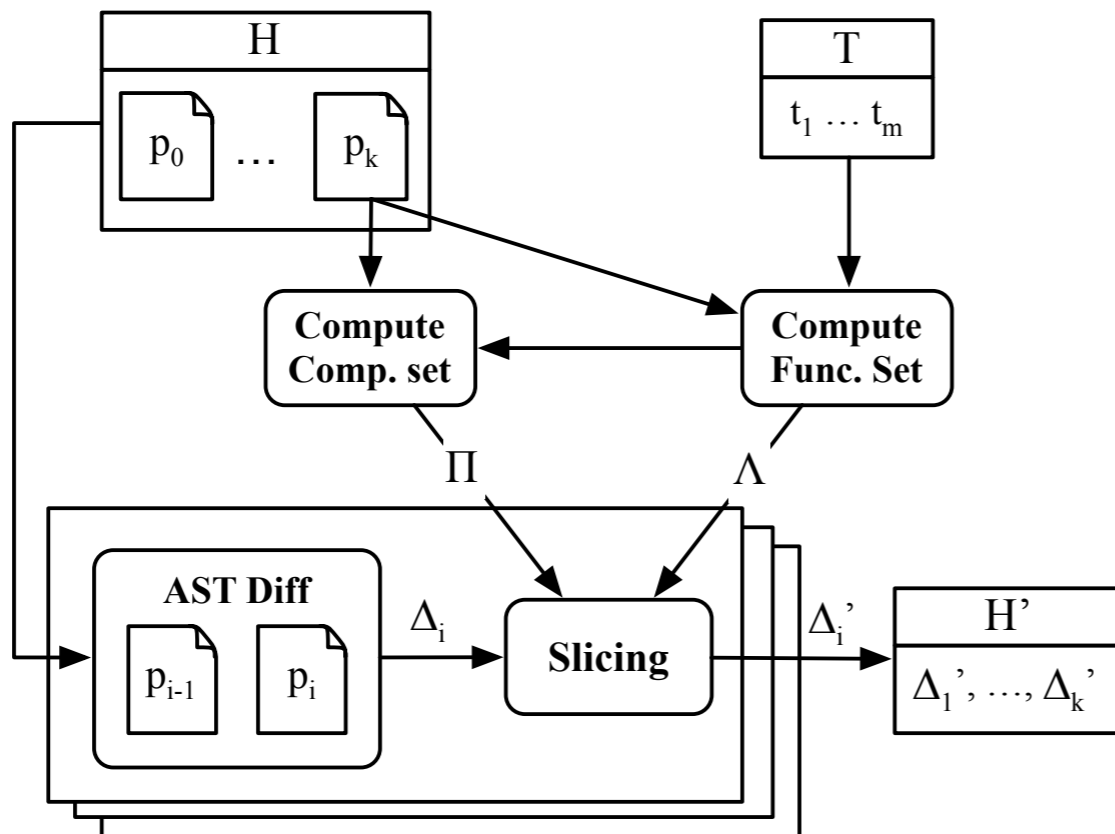 H
p₀ … pₖ
T
t₁ … tₘ
Compute
Comp. set
Compute
Func. Set
Π
Λ
AST Diff
pᵢ₋₁ pᵢ
Δᵢ
Slicing
Δᵢ’
H’
Δ₁’, …, Δₖ’